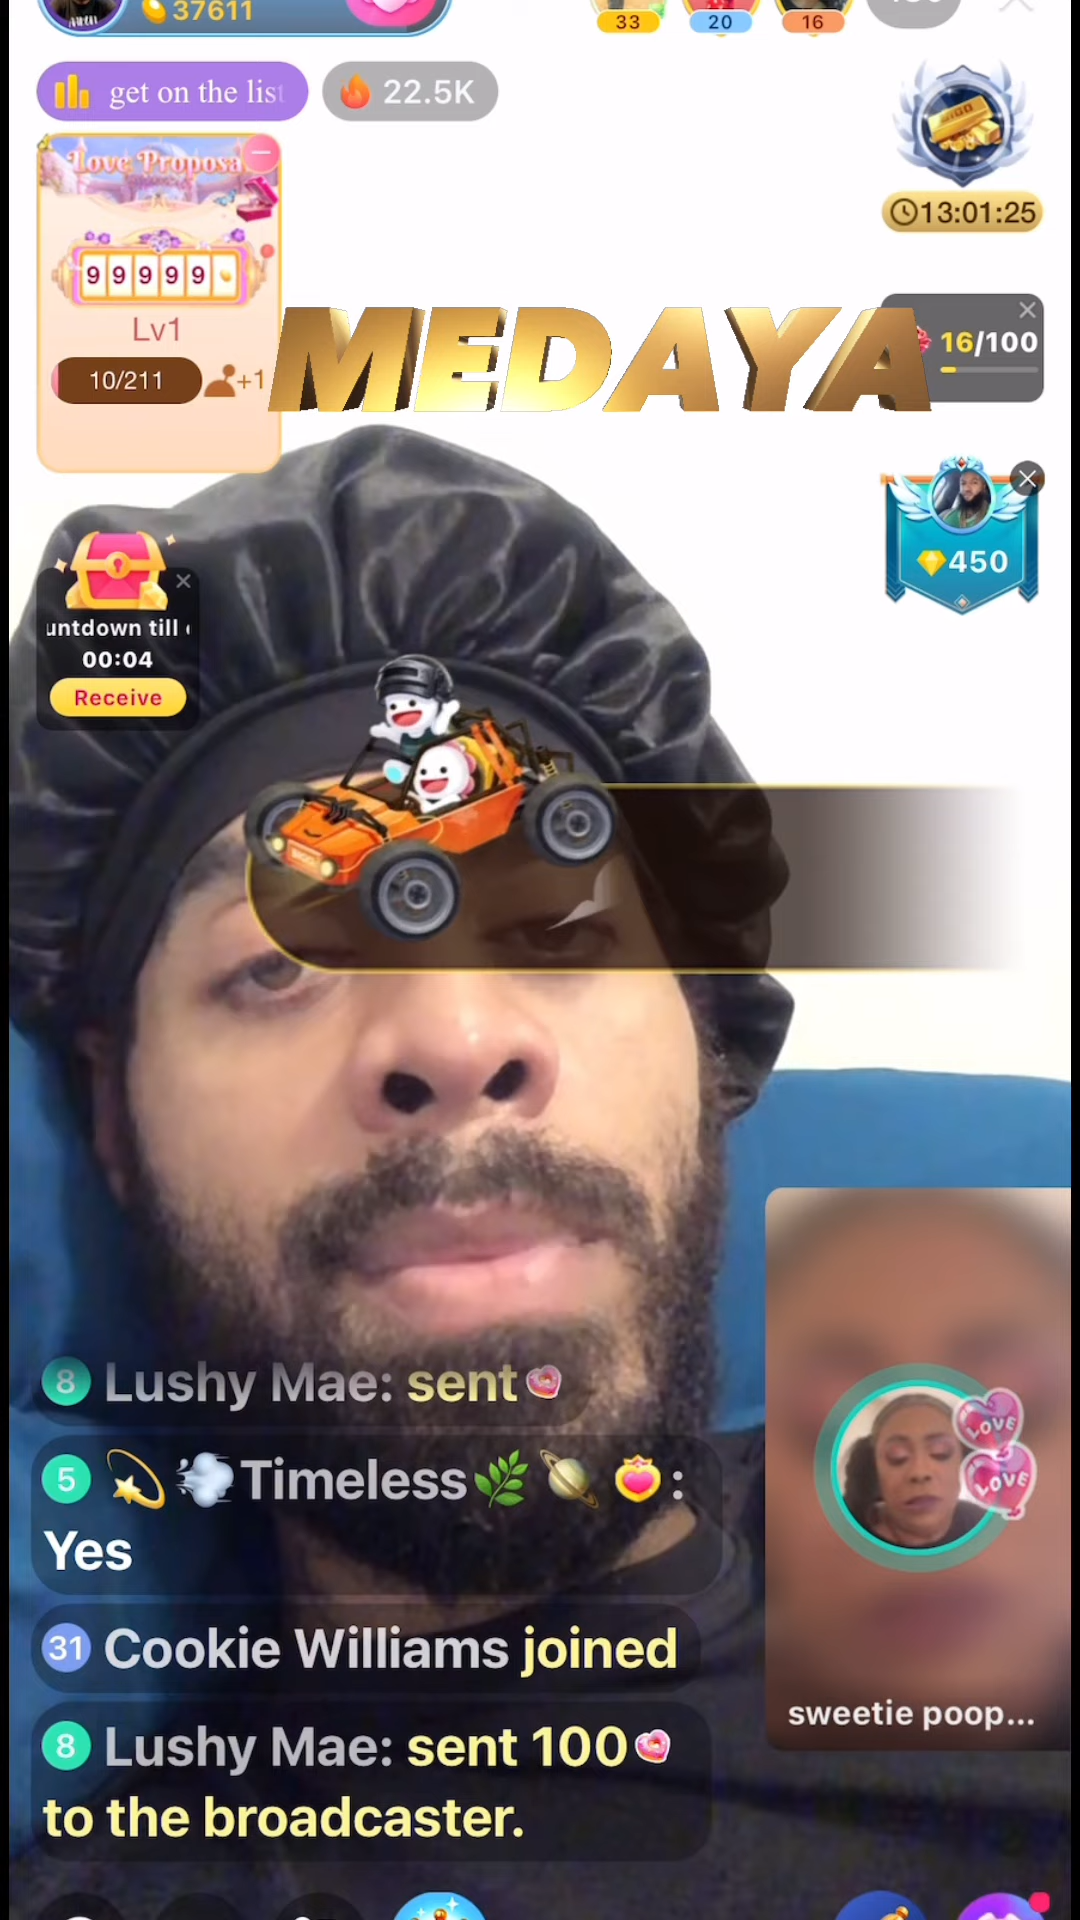 37611
33
20
16
get on the list
22.5K
Love Proposa
99999
Lv1
10/211
+1
13:01:25
16/100
MEDAYA
450
untdown till
00:04
Receive
8 Lushy Mae: sent
5 Timeless :
Yes
31 Cookie Williams joined
8 Lushy Mae: sent 100
to the broadcaster.
LOVE
LOVE
sweetie poop...